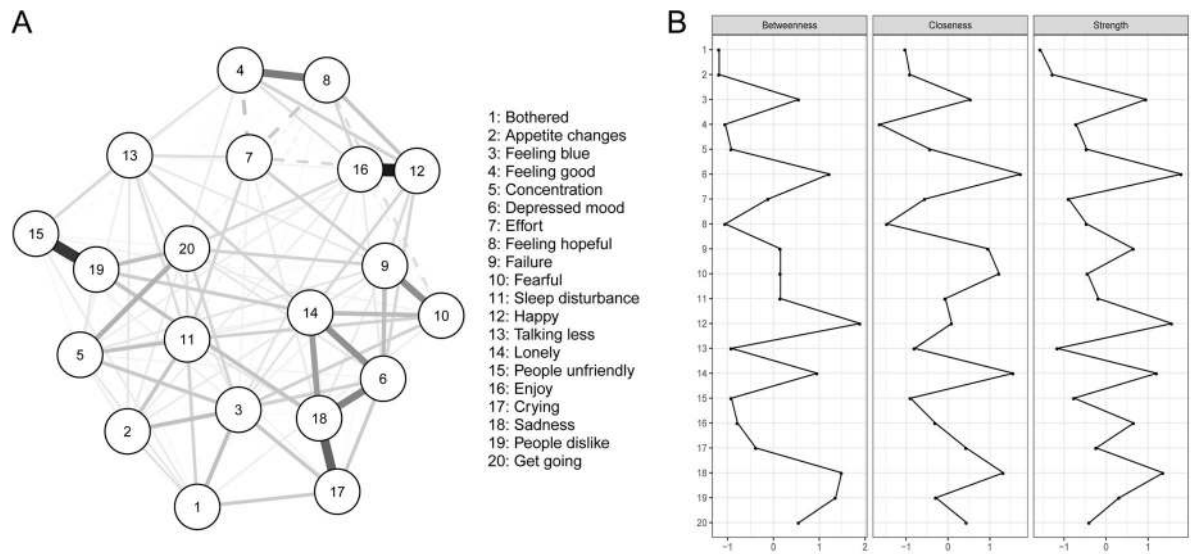 A
4
8
13
7
16
12
15
19
20
9
14
10
5
11
6
3
18
2
17
1
1: Bothered
2: Appetite changes
3: Feeling blue
4: Feeling good
5: Concentration
6: Depressed mood
7: Effort
8: Feeling hopeful
9: Failure
10: Fearful
11: Sleep disturbance
12: Happy
13: Talking less
14: Lonely
15: People unfriendly
16: Enjoy
17: Crying
18: Sadness
19: People dislike
20: Get going
B
Betweenness Closeness Strength
1
2
3
4
5
6
7
8
9
10
11
12
13
14
15
16
17
18
19
20
−1 0 1 2 −1 0 1 −1 0 1